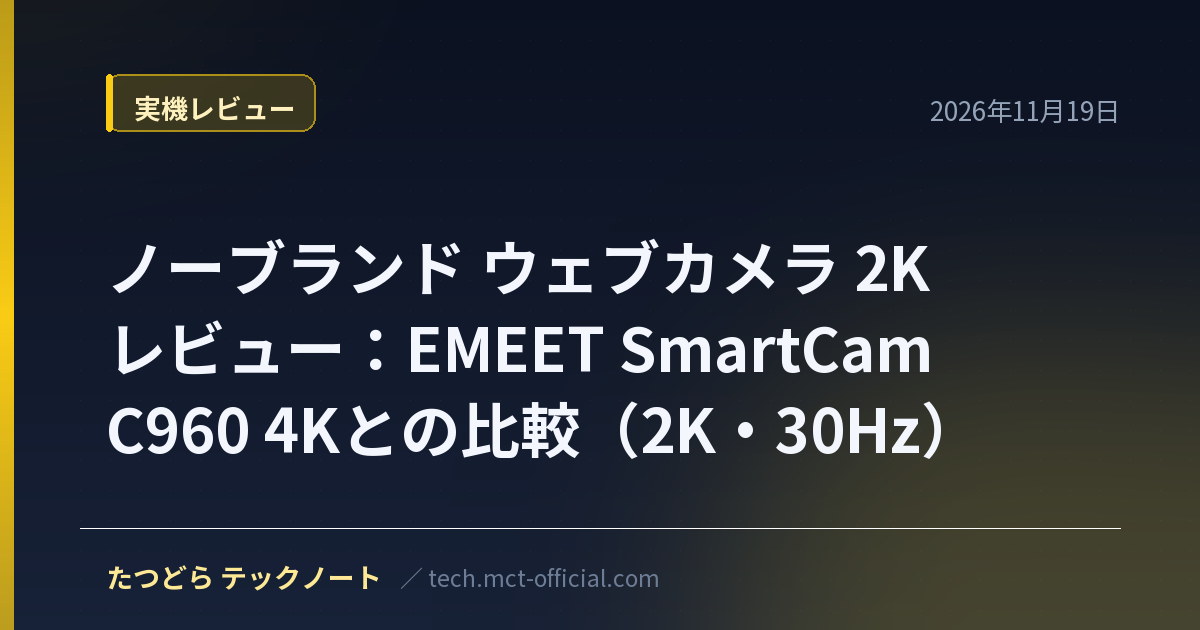 実機レビュー
2026年11月19日
ノーブランド ウェブカメラ 2K
レビュー：EMEET SmartCam
C960 4Kとの比較（2K・30Hz）
たつどら テックノート ／ tech.mct-official.com